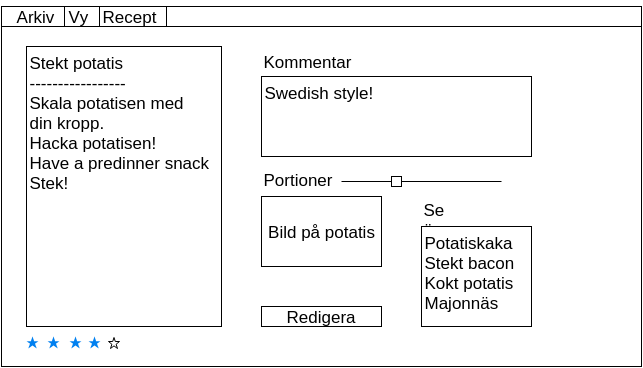 Arkiv Vy Recept
Stekt potatis
-----------------
Skala potatisen med
din kropp.
Hacka potatisen!
Have a predinner snack
Stek!
Kommentar
Swedish style!
Portioner
Bild på potatis
Redigera
Se
Potatiskaka
Stekt bacon
Kokt potatis
Majonnäs